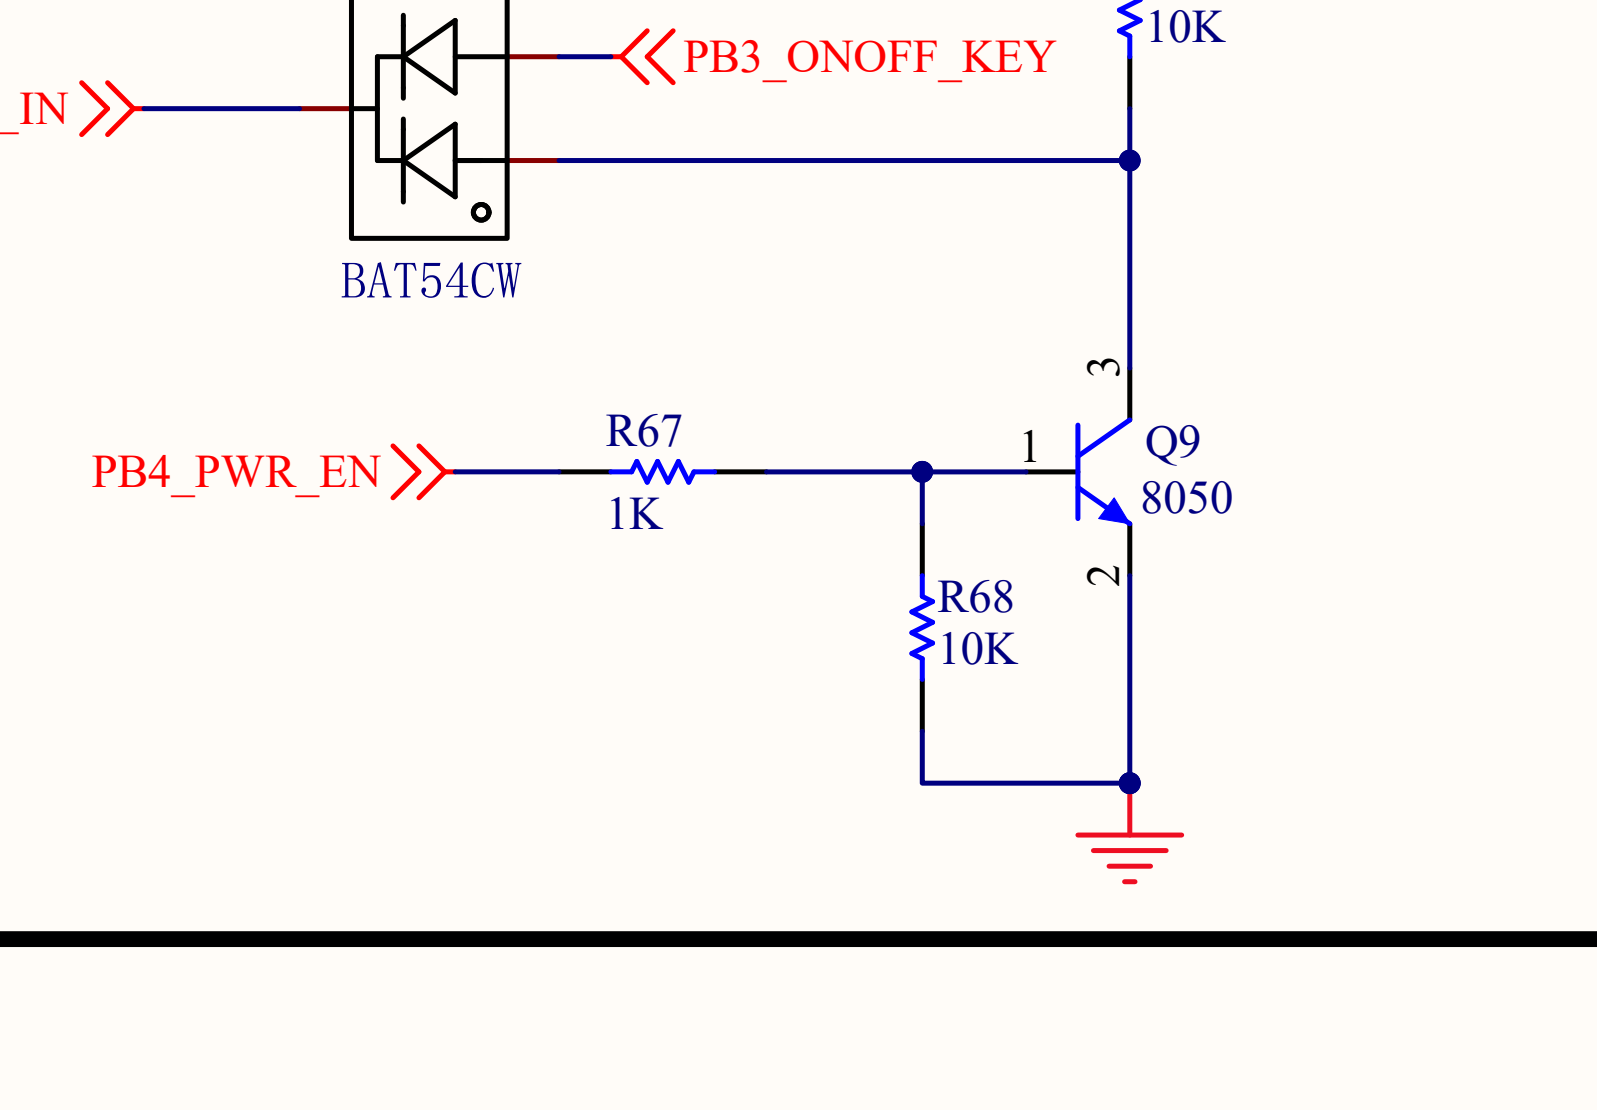 10K
PB3_ONOFF_KEY
_IN
BAT54CW
3
R67
1
Q9
PB4_PWR_EN
8050
1K
2
R68
10K